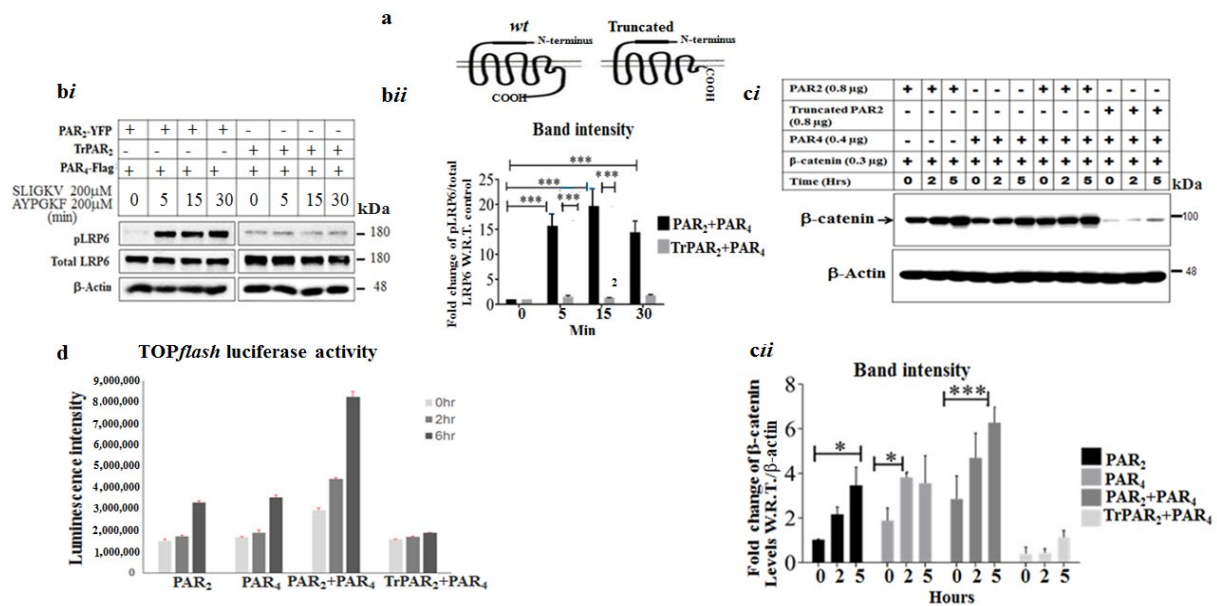 a
wt
N-terminus
COOH
Truncated
N-terminus
COOH
bi
PAR2-YFP + + + + - - - -
TrPAR2 - - - - + + + +
PAR4-Flag + + + + + + + +
SLIGKV 200µM
AYPGKF 200µM
(min)
0 5 15 30 0 5 15 30
kDa
pLRP6 180
Total LRP6 180
β-Actin 48
bii
Band intensity
Fold change of pLRP6/total
LRP6 W.R.T. control
25
20
15
10
5
0
***
***
***
***
***
2
PAR2+PAR4
TrPAR2+PAR4
0 5 15 30
Min
ci
PAR2 (0.8 µg) + + + - - - + + + - - -
Truncated PAR2
(0.8 µg)
- - - - - - - - - + + +
PAR4 (0.4 µg) - - - + + + + + + + + +
β-catenin (0.3 µg) + + + + + + + + + + + +
Time (Hrs) 0 2 5 0 2 5 0 2 5 0 2 5
kDa
β-catenin 100
β-Actin 48
d
TOPflash luciferase activity
Luminescence intensity
9,000,000
8,000,000
7,000,000
6,000,000
5,000,000
4,000,000
3,000,000
2,000,000
1,000,000
0
0hr
2hr
6hr
PAR2 PAR4 PAR2+PAR4 TrPAR2+PAR4
cii
Band intensity
Fold change of β-catenin
Levels W.R.T./β-actin
8
6
4
2
0
*
*
***
PAR2
PAR4
PAR2+PAR4
TrPAR2+PAR4
0 2 5 0 2 5 0 2 5 0 2 5
Hours